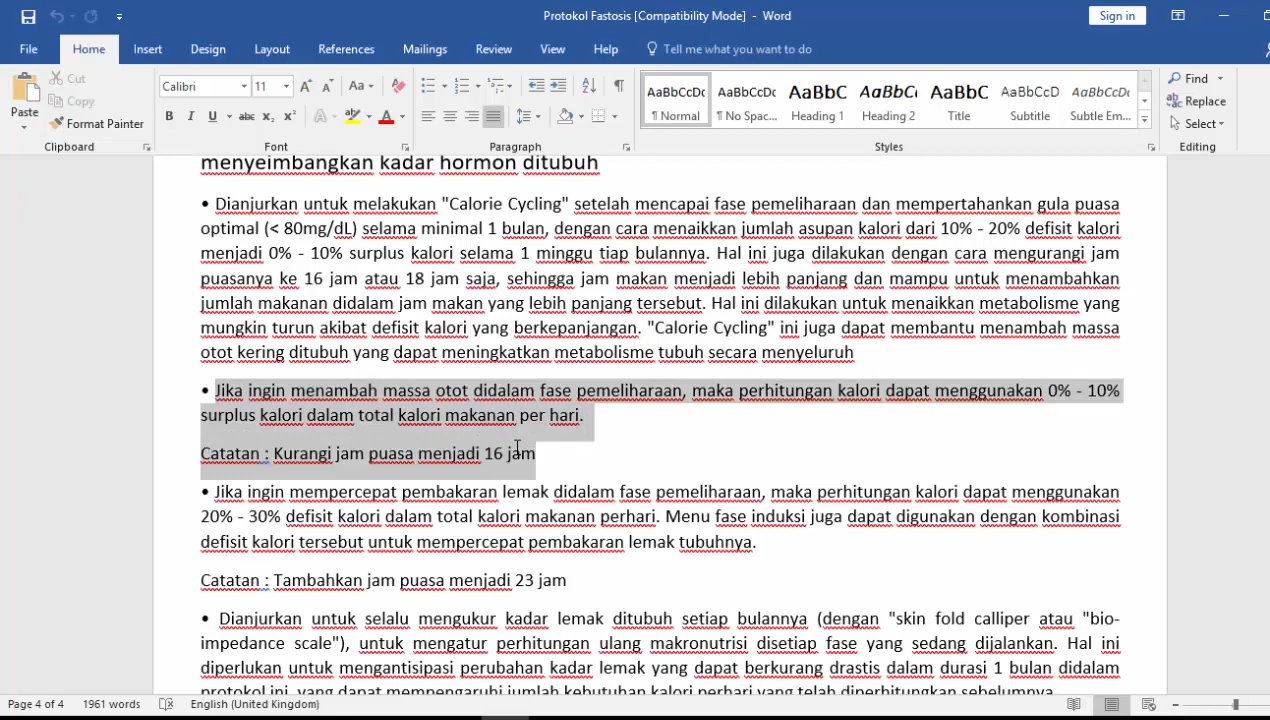 Protokol Fastosis [Compatibility Mode] - Word
Sign in
File Home Insert Design Layout References Mailings Review View Help Tell me what you want to do
Paste
Cut
Copy
Format Painter
Calibri 11
Aa
B I U abc x₂ x²
AaBbCcDc AaBbCcDc AaBbC AaBbC AaBbC AaBbCcD AaBbCcDc
¶ Normal ¶ No Spac... Heading 1 Heading 2 Title Subtitle Subtle Em...
Find
Replace
Select
Clipboard Font Paragraph Styles Editing
menyeimbangkan kadar hormon ditubuh
• Dianjurkan untuk melakukan "Calorie Cycling" setelah mencapai fase pemeliharaan dan mempertahankan gula puasa
optimal (< 80mg/dL) selama minimal 1 bulan, dengan cara menaikkan jumlah asupan kalori dari 10% - 20% defisit kalori
menjadi 0% - 10% surplus kalori selama 1 minggu tiap bulannya. Hal ini juga dilakukan dengan cara mengurangi jam
puasanya ke 16 jam atau 18 jam saja, sehingga jam makan menjadi lebih panjang dan mampu untuk menambahkan
jumlah makanan didalam jam makan yang lebih panjang tersebut. Hal ini dilakukan untuk menaikkan metabolisme yang
mungkin turun akibat defisit kalori yang berkepanjangan. "Calorie Cycling" ini juga dapat membantu menambah massa
otot kering ditubuh yang dapat meningkatkan metabolisme tubuh secara menyeluruh
• Jika ingin menambah massa otot didalam fase pemeliharaan, maka perhitungan kalori dapat menggunakan 0% - 10%
surplus kalori dalam total kalori makanan per hari.
Catatan : Kurangi jam puasa menjadi 16 jam
• Jika ingin mempercepat pembakaran lemak didalam fase pemeliharaan, maka perhitungan kalori dapat menggunakan
20% - 30% defisit kalori dalam total kalori makanan perhari. Menu fase induksi juga dapat digunakan dengan kombinasi
defisit kalori tersebut untuk mempercepat pembakaran lemak tubuhnya.
Catatan : Tambahkan jam puasa menjadi 23 jam
• Dianjurkan untuk selalu mengukur kadar lemak ditubuh setiap bulannya (dengan "skin fold calliper atau "bio-
impedance scale"), untuk mengatur perhitungan ulang makronutrisi disetiap fase yang sedang dijalankan. Hal ini
diperlukan untuk mengantisipasi perubahan kadar lemak yang dapat berkurang drastis dalam durasi 1 bulan didalam
protokol ini, yang dapat mempengaruhi jumlah kebutuhan kalori perhari yang telah diperhitungkan sebelumnya
Page 4 of 4 1961 words English (United Kingdom)